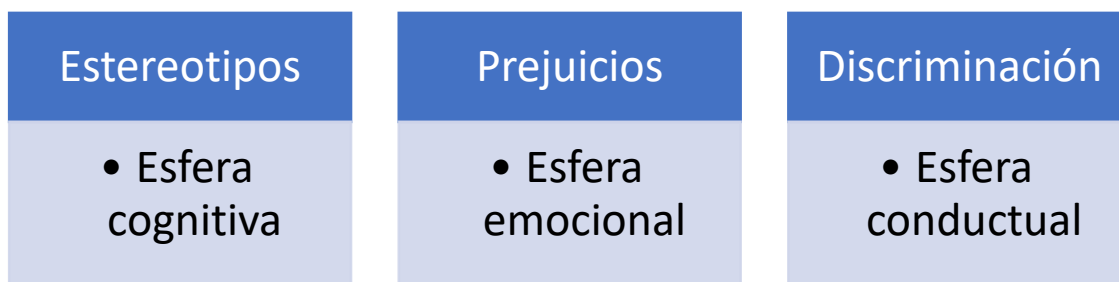 Estereotipos
• Esfera
cognitiva
Prejuicios
• Esfera
emocional
Discriminación
• Esfera
conductual